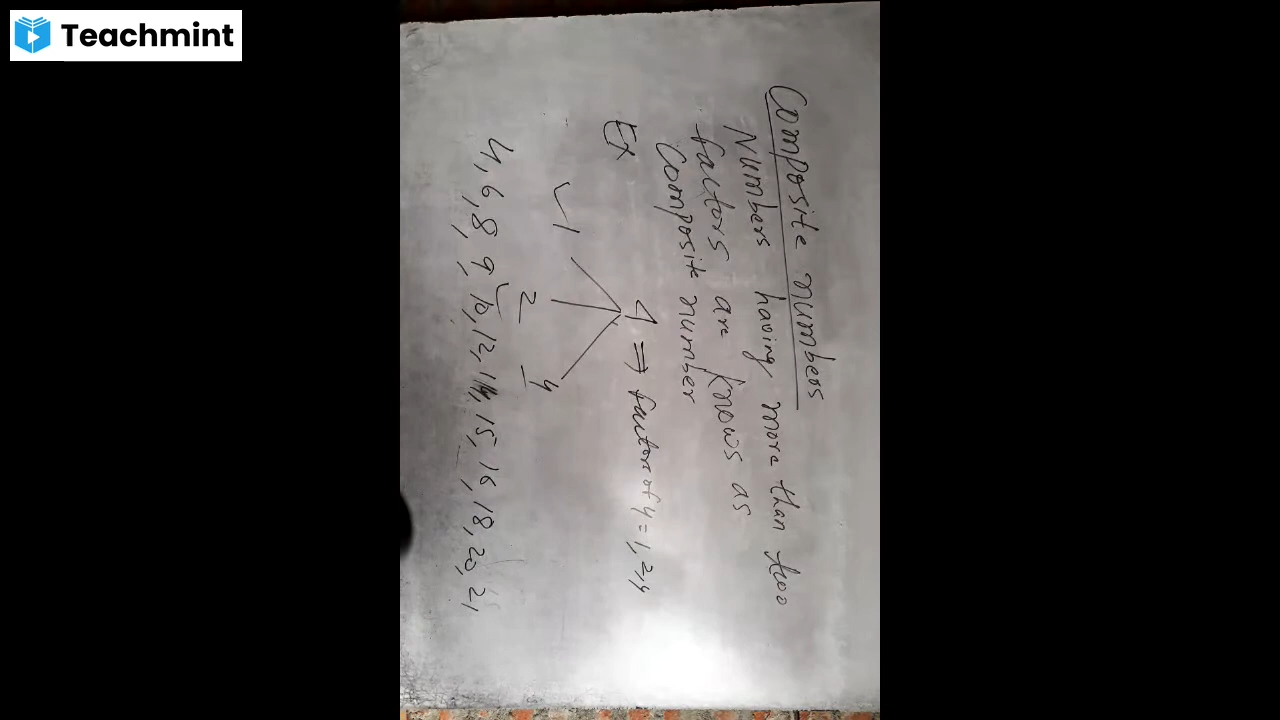 Teachmint
Composite numbers
Numbers having more than two
factors are knows as
Composite number
Ex 4 ⇒ factors of 4 = 1, 2, 4
1 2 4
4, 6, 8, 9, 10, 12, 14, 15, 16, 18, 20, 21,